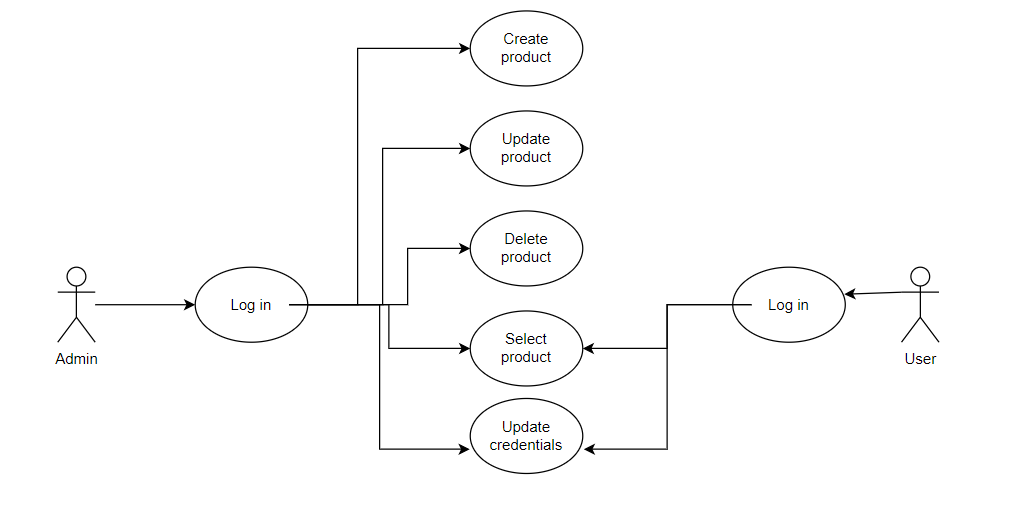 Create
product
Update
product
Delete
product
Log in
Log in
Select
product
Admin
User
Update
credentials